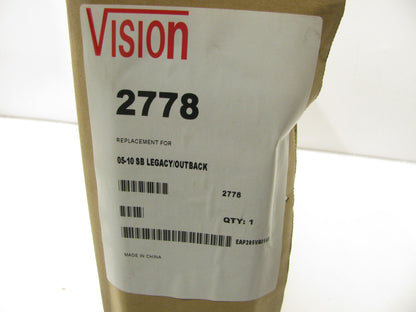 VISION
2778
REPLACEMENT FOR
05-10 SB LEGACY/OUTBACK
2778
QTY: 1
MADE IN CHINA